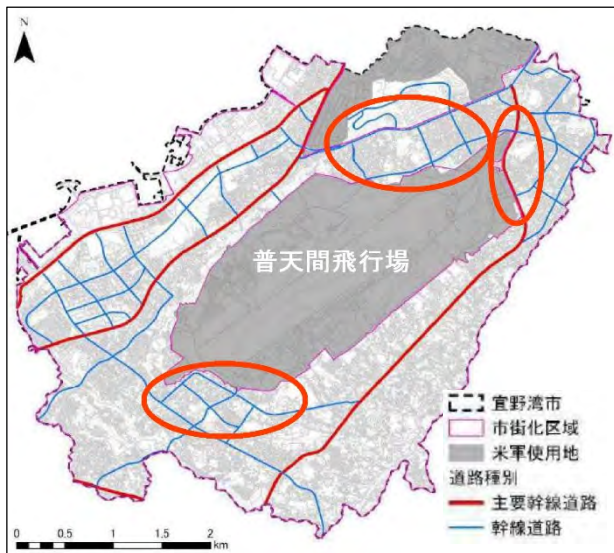 N
普天間飛行場
宜野湾市
市街化区域
米軍使用地
道路種別
主要幹線道路
幹線道路
0 0.5 1 1.5 2
km